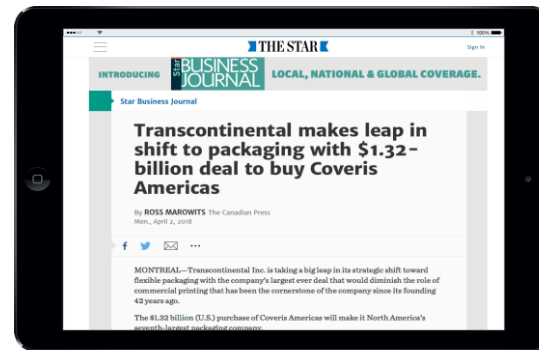 100%
THE STAR
Sign In
INTRODUCING Star BUSINESS JOURNAL LOCAL, NATIONAL & GLOBAL COVERAGE.
Star Business Journal
Transcontinental makes leap in
shift to packaging with $1.32-
billion deal to buy Coveris
Americas
By ROSS MAROWITS The Canadian Press
Mon., April 2, 2018
MONTREAL—Transcontinental Inc. is taking a big leap in its strategic shift toward
flexible packaging with the company's largest ever deal that would diminish the role of
commercial printing that has been the cornerstone of the company since its founding
42 years ago.
The $1.32 billion (U.S.) purchase of Coveris Americas will make it North America's
seventh-largest packaging company.